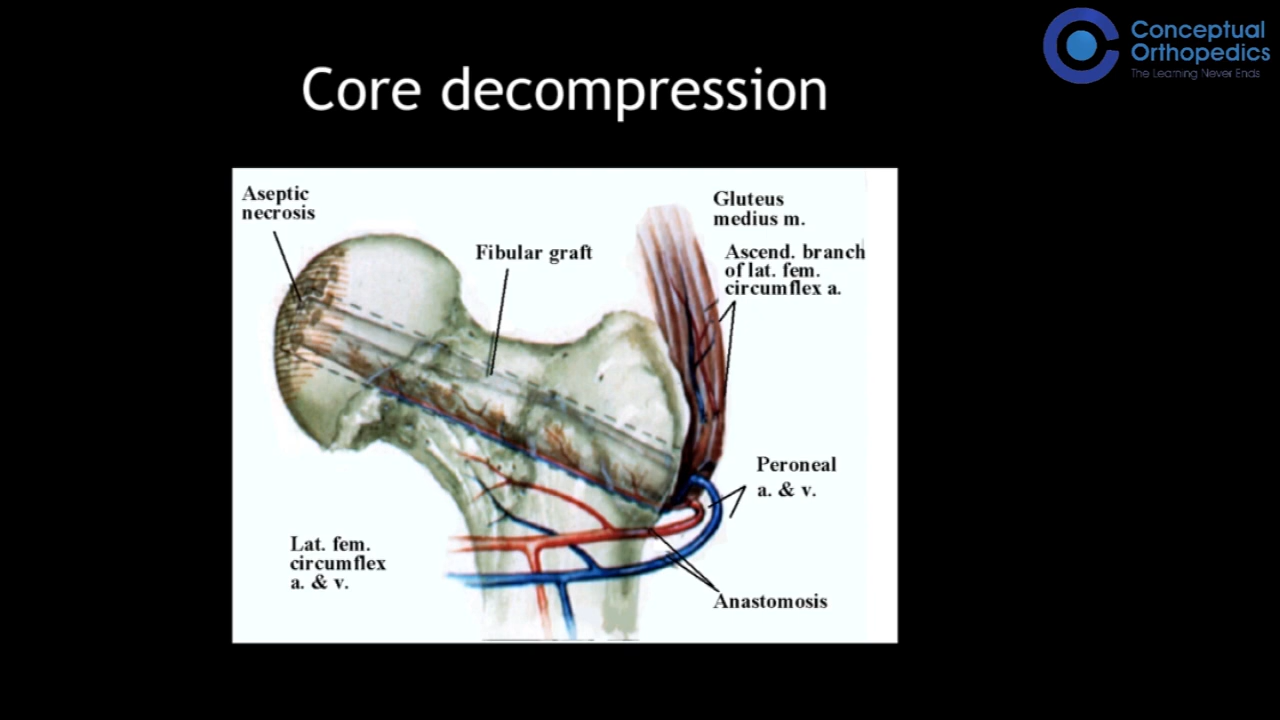 Conceptual
Orthopedics
The Learning Never Ends
Core decompression
Aseptic
necrosis
Fibular graft
Gluteus
medius m.
Ascend. branch
of lat. fem.
circumflex a.
Peroneal
a. & v.
Lat. fem.
circumflex
a. & v.
Anastomosis